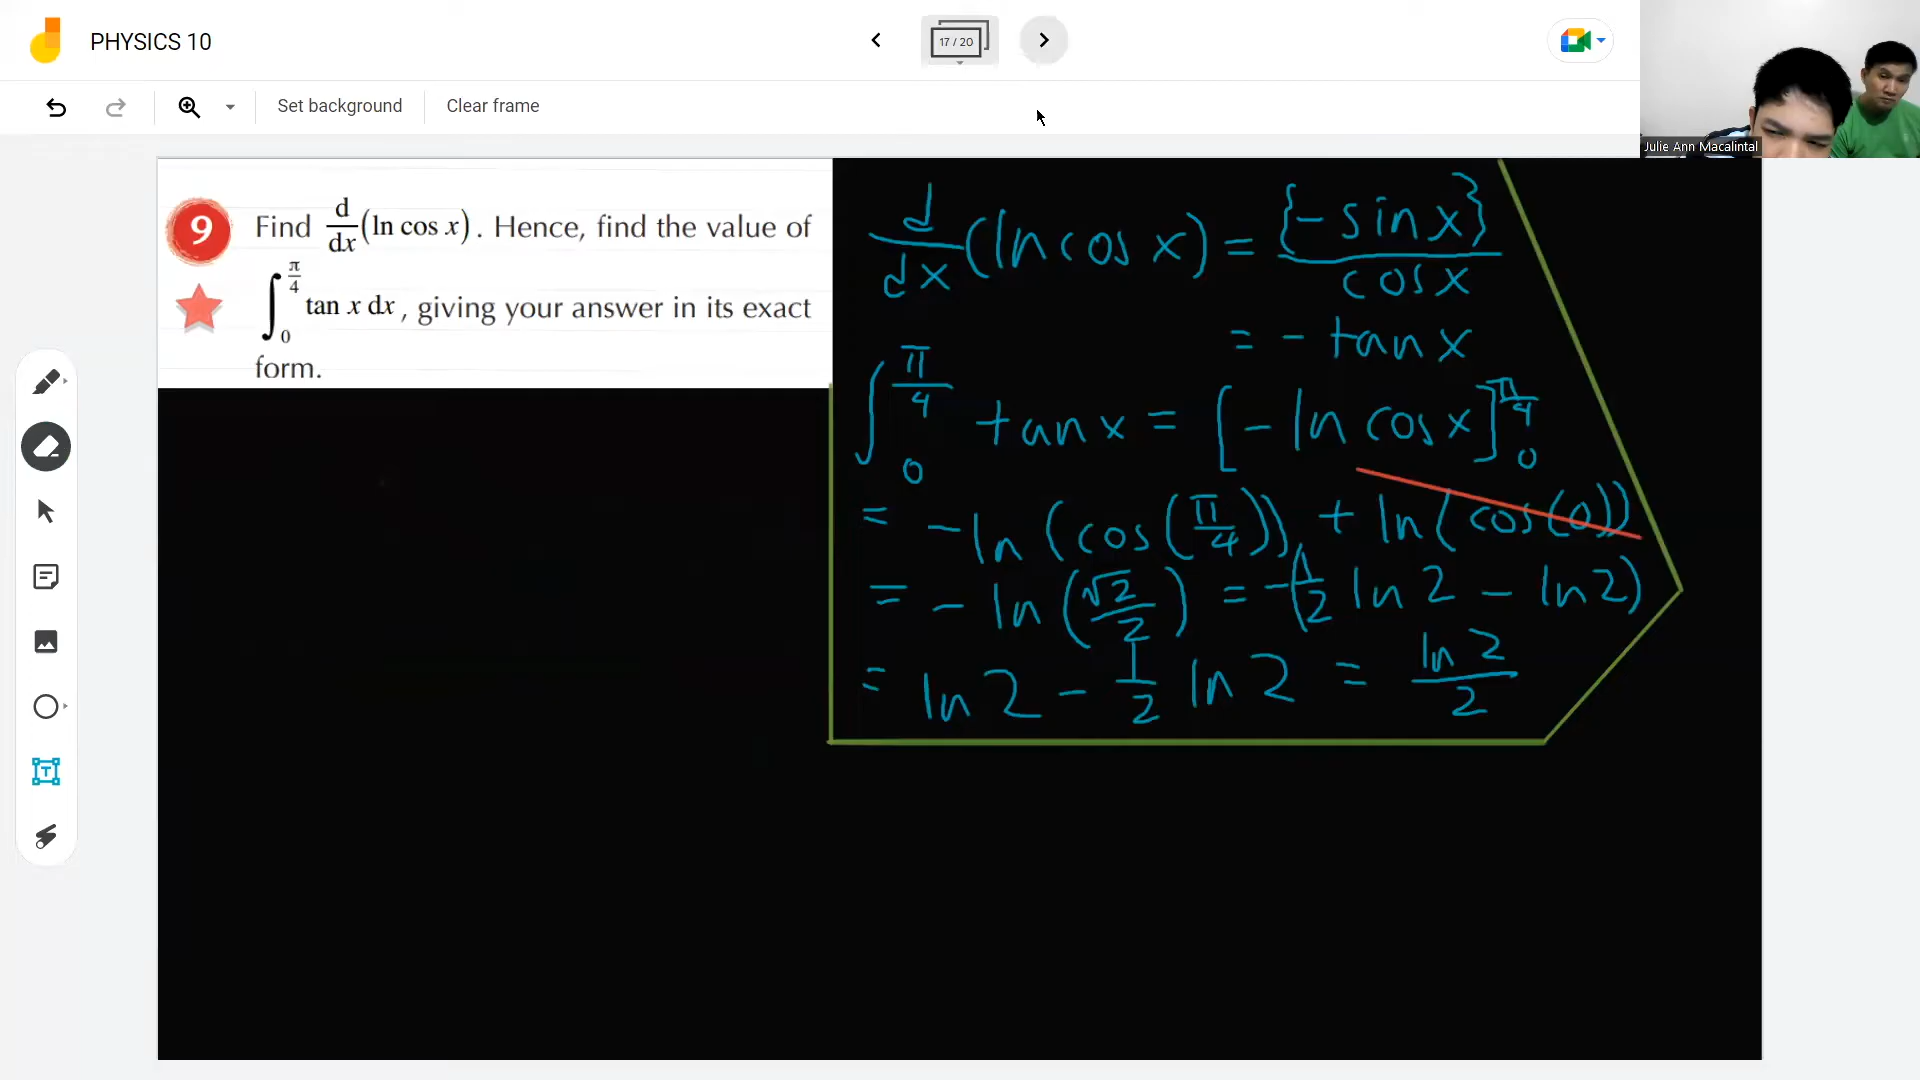 PHYSICS 10
17 / 20
Set background
Clear frame
Julie Ann Macalintal
9
Find d/dx (ln cos x). Hence, find the value of
∫₀^(π/4) tan x dx, giving your answer in its exact
form.
d/dx (ln cos x) = {-sin x}/cos x
= - tan x
∫₀^(π/4) tan x = [- ln cos x]₀^(π/4)
= - ln (cos (π/4)) + ln (cos (0))
= - ln (√2/2) = -(1/2 ln 2 - ln 2)
= ln 2 - 1/2 ln 2 = ln 2/2